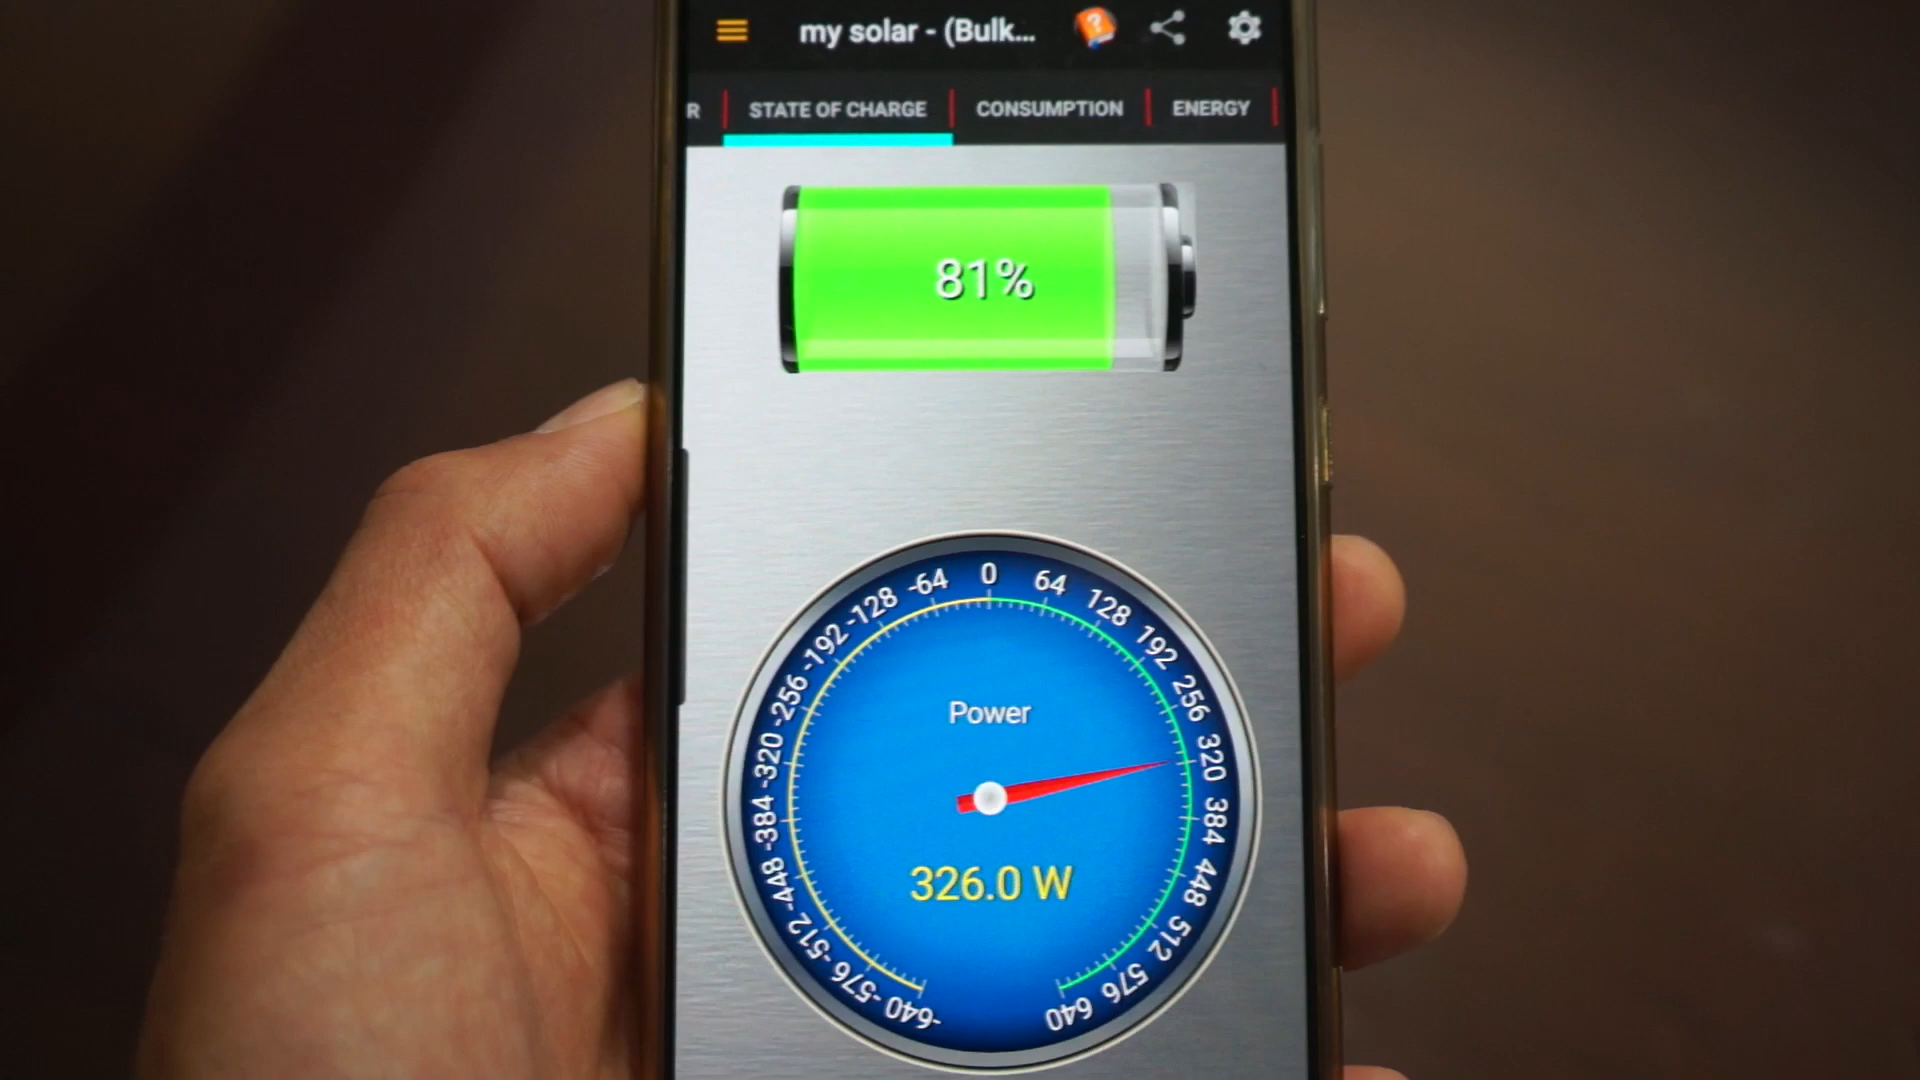 my solar - (Bulk...
?
R
STATE OF CHARGE
CONSUMPTION
ENERGY
81%
-640 -576 -512 -448 -384 -320 -256 -192 -128 -64 0 64 128 192 256 320 384 448 512 576 640
Power
326.0 W